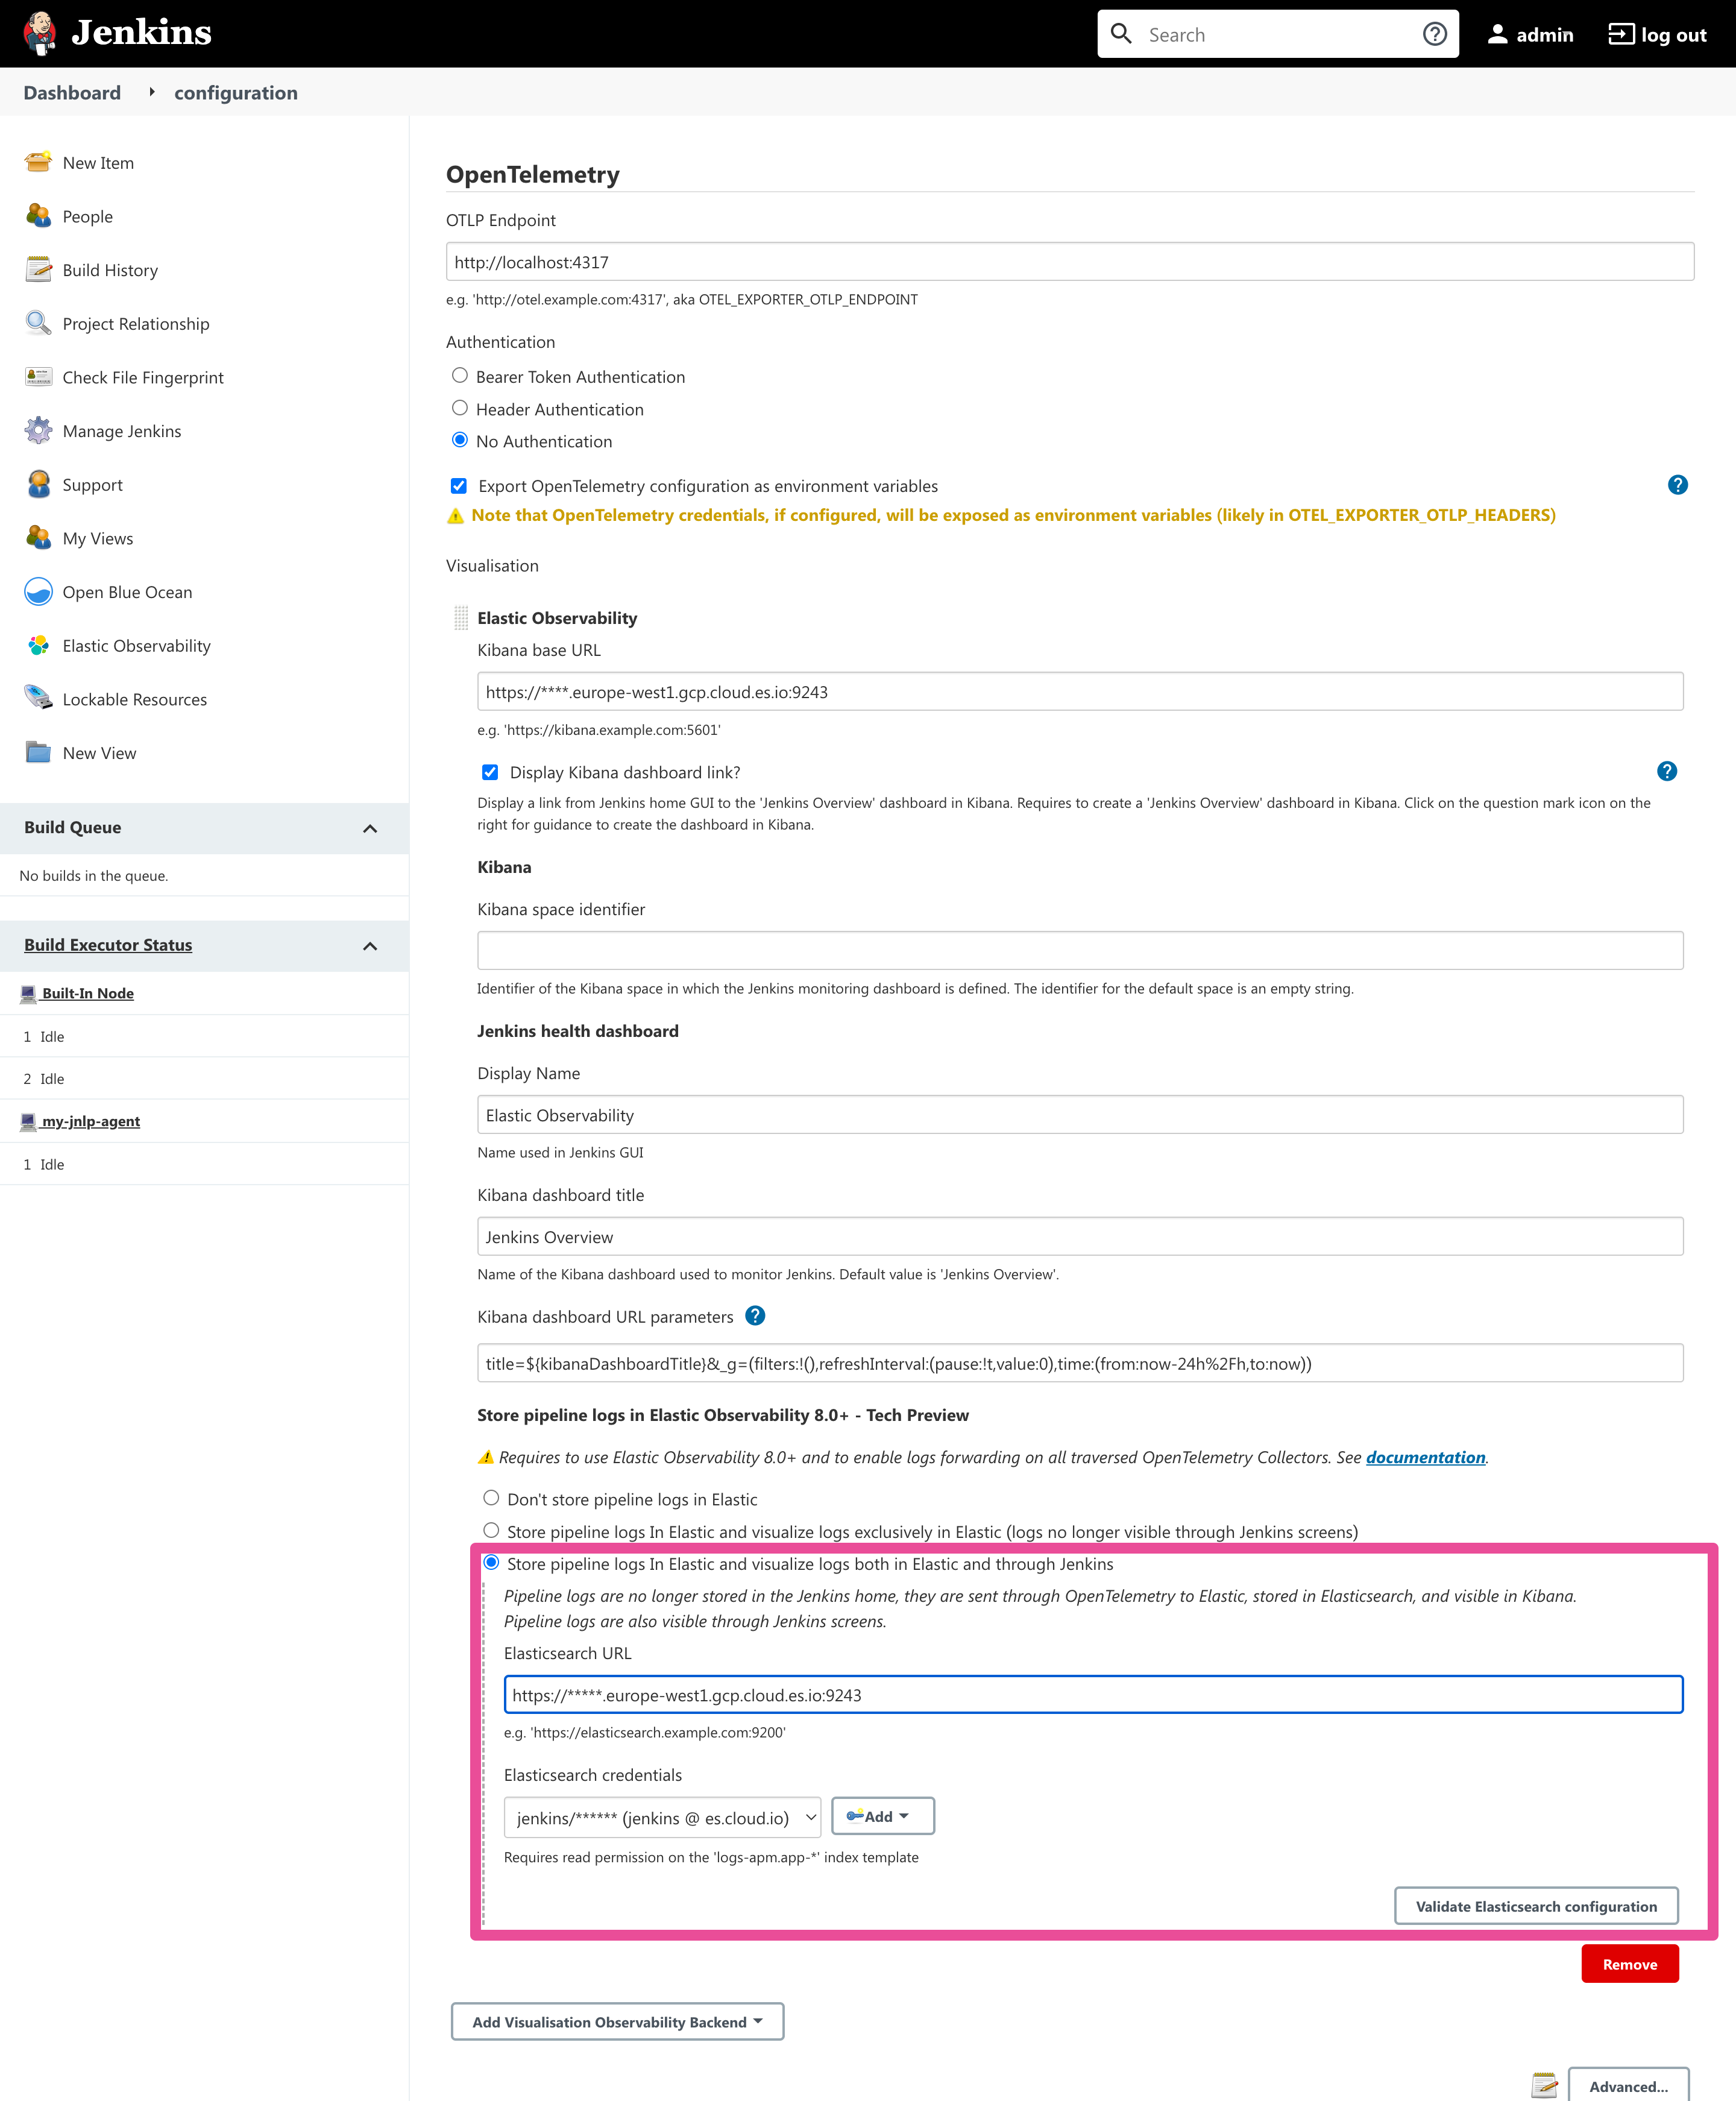 Jenkins
Search
admin
log out
Dashboard
configuration
New Item
People
Build History
Project Relationship
Check File Fingerprint
Manage Jenkins
Support
My Views
Open Blue Ocean
Elastic Observability
Lockable Resources
New View
Build Queue
No builds in the queue.
Build Executor Status
Built-In Node
1 Idle
2 Idle
my-jnlp-agent
1 Idle
OpenTelemetry
OTLP Endpoint
http://localhost:4317
e.g. 'http://otel.example.com:4317', aka OTEL_EXPORTER_OTLP_ENDPOINT
Authentication
Bearer Token Authentication
Header Authentication
No Authentication
Export OpenTelemetry configuration as environment variables
Note that OpenTelemetry credentials, if configured, will be exposed as environment variables (likely in OTEL_EXPORTER_OTLP_HEADERS)
Visualisation
Elastic Observability
Kibana base URL
https://****.europe-west1.gcp.cloud.es.io:9243
e.g. 'https://kibana.example.com:5601'
Display Kibana dashboard link?
Display a link from Jenkins home GUI to the 'Jenkins Overview' dashboard in Kibana. Requires to create a 'Jenkins Overview' dashboard in Kibana. Click on the question mark icon on the
right for guidance to create the dashboard in Kibana.
Kibana
Kibana space identifier
Identifier of the Kibana space in which the Jenkins monitoring dashboard is defined. The identifier for the default space is an empty string.
Jenkins health dashboard
Display Name
Elastic Observability
Name used in Jenkins GUI
Kibana dashboard title
Jenkins Overview
Name of the Kibana dashboard used to monitor Jenkins. Default value is 'Jenkins Overview'.
Kibana dashboard URL parameters
title=${kibanaDashboardTitle}&_g=(filters:!(),refreshInterval:(pause:!t,value:0),time:(from:now-24h%2Fh,to:now))
Store pipeline logs in Elastic Observability 8.0+ - Tech Preview
Requires to use Elastic Observability 8.0+ and to enable logs forwarding on all traversed OpenTelemetry Collectors. See documentation.
Don't store pipeline logs in Elastic
Store pipeline logs In Elastic and visualize logs exclusively in Elastic (logs no longer visible through Jenkins screens)
Store pipeline logs In Elastic and visualize logs both in Elastic and through Jenkins
Pipeline logs are no longer stored in the Jenkins home, they are sent through OpenTelemetry to Elastic, stored in Elasticsearch, and visible in Kibana.
Pipeline logs are also visible through Jenkins screens.
Elasticsearch URL
https://*****.europe-west1.gcp.cloud.es.io:9243
e.g. 'https://elasticsearch.example.com:9200'
Elasticsearch credentials
jenkins/****** (jenkins @ es.cloud.io)
Add
Requires read permission on the 'logs-apm.app-*' index template
Validate Elasticsearch configuration
Remove
Add Visualisation Observability Backend
Advanced...